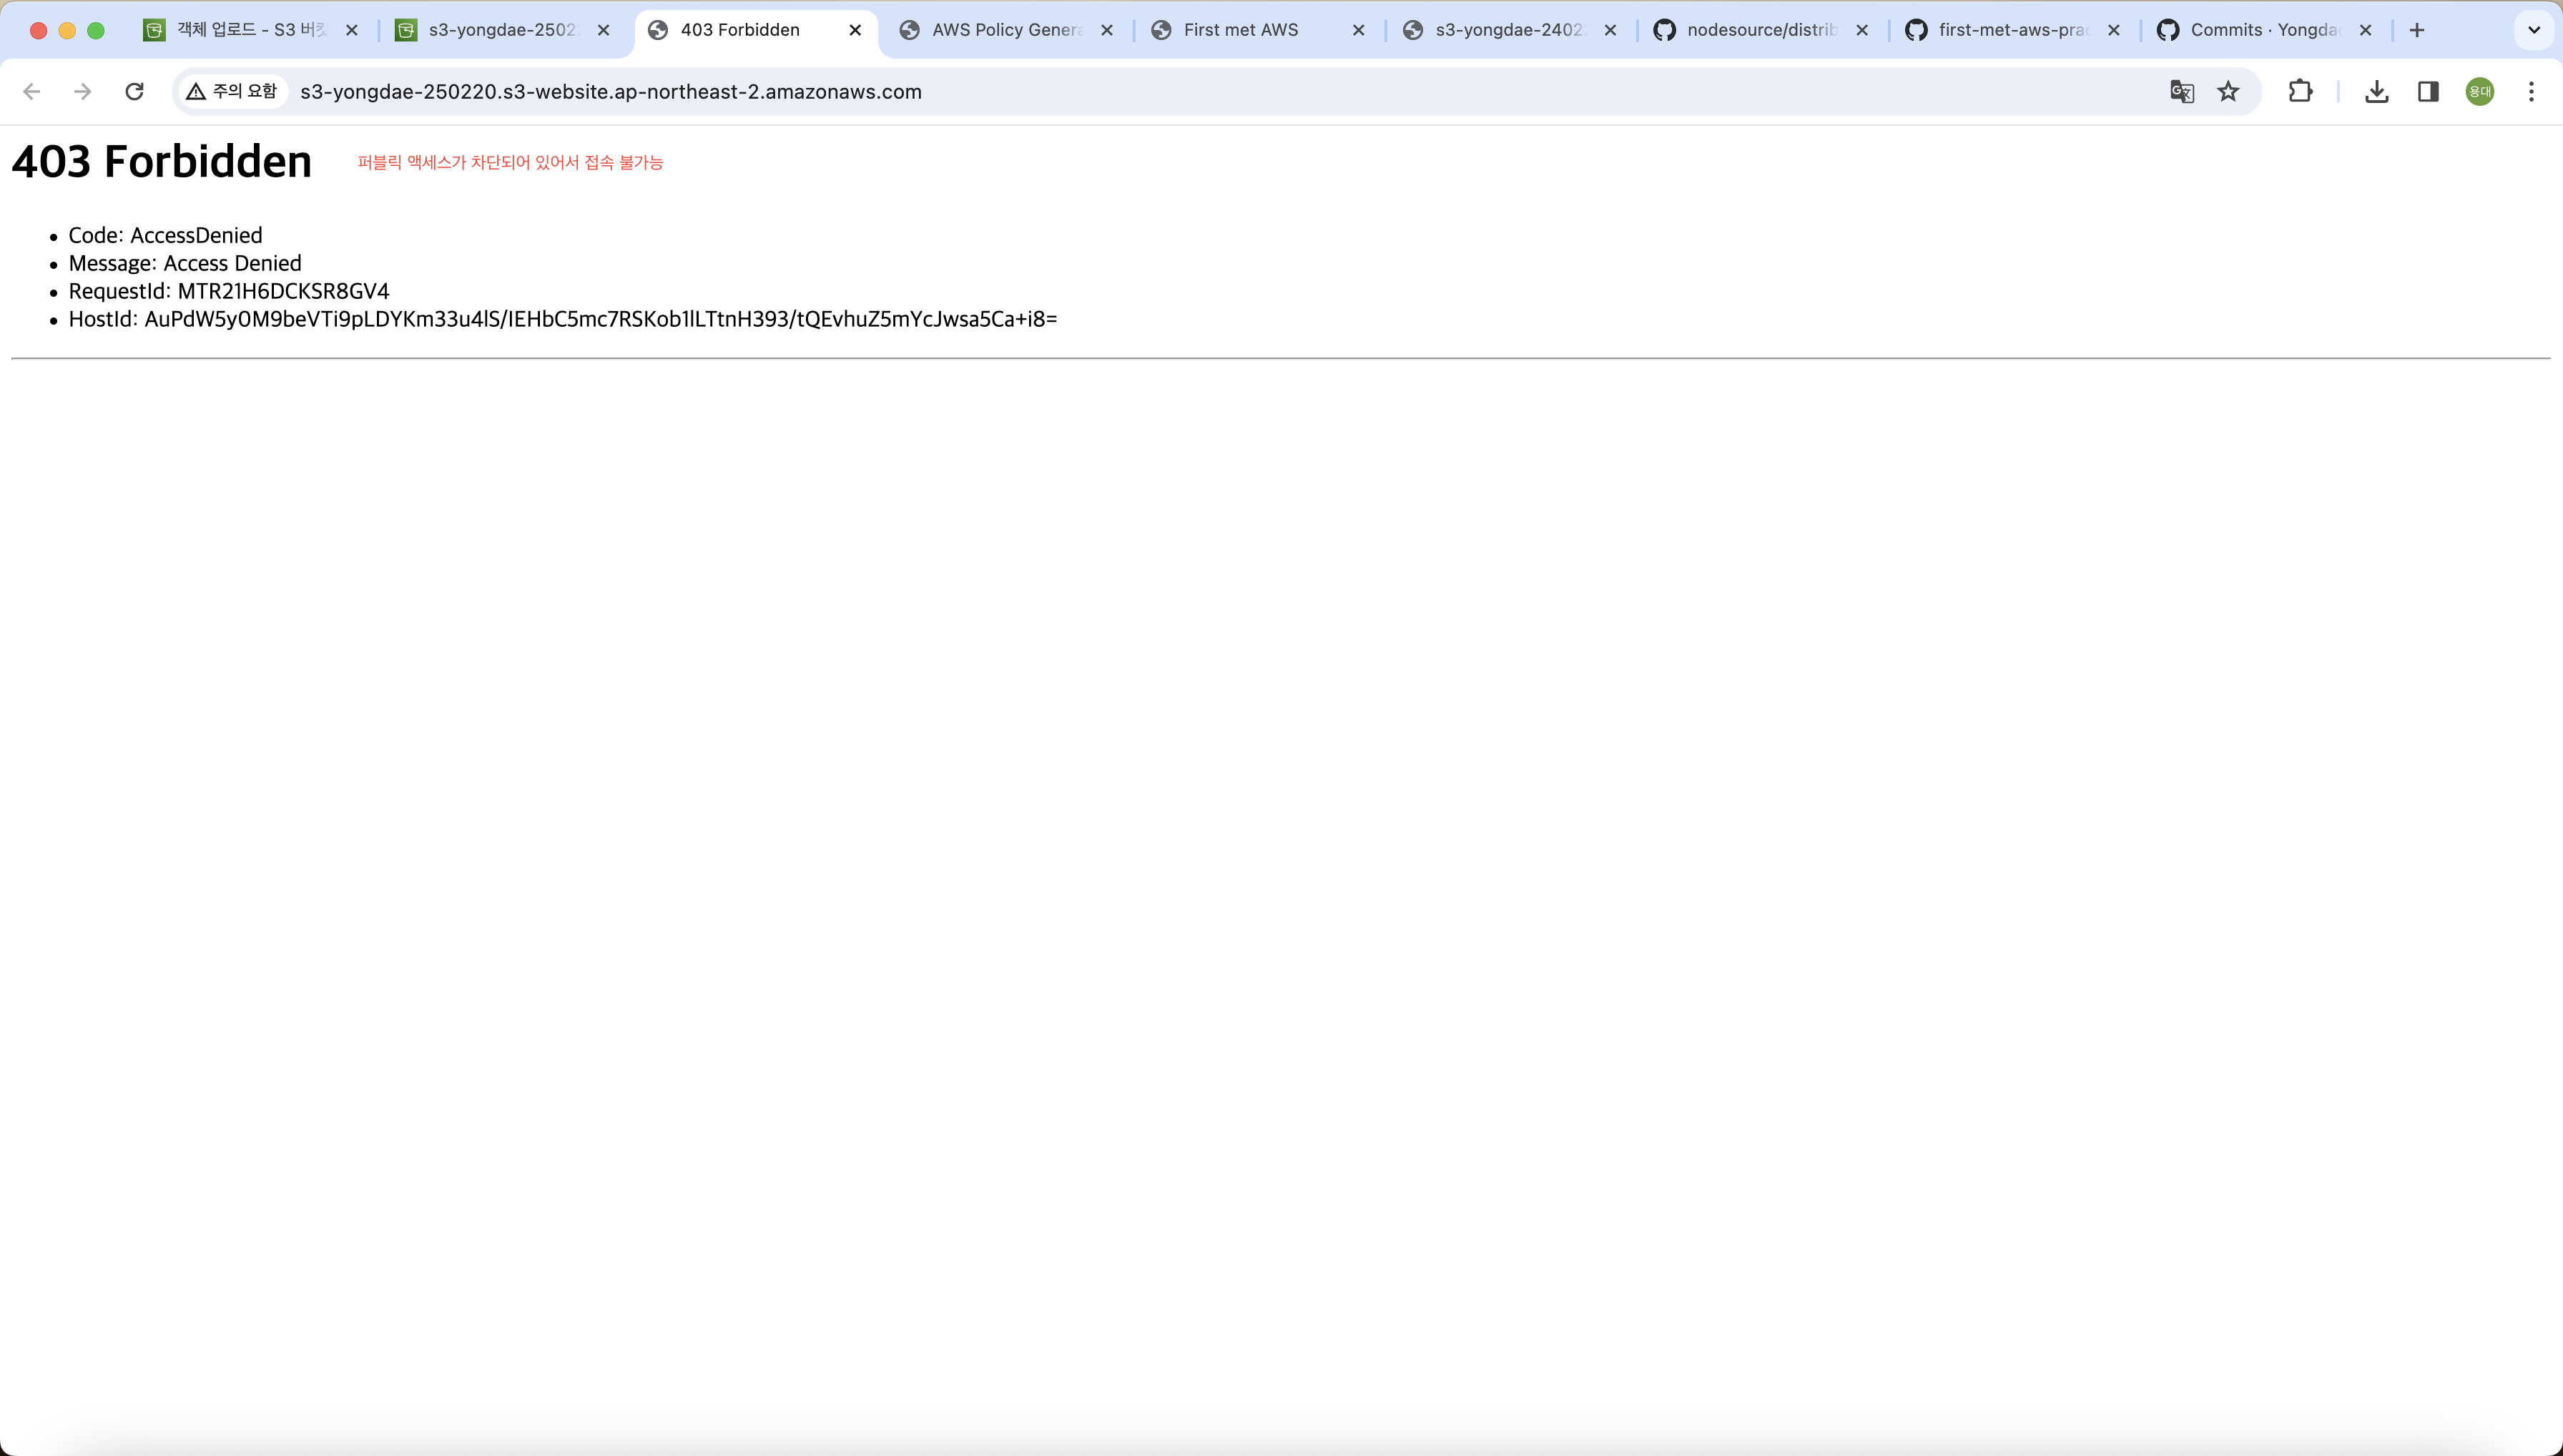 객체 업로드 - S3 버킷
s3-yongdae-2502
403 Forbidden
AWS Policy Genera
First met AWS
s3-yongdae-2402
nodesource/distrib
first-met-aws-prac
Commits · Yongda
주의 요함
s3-yongdae-250220.s3-website.ap-northeast-2.amazonaws.com
용대
403 Forbidden 퍼블릭 액세스가 차단되어 있어서 접속 불가능
• Code: AccessDenied
• Message: Access Denied
• RequestId: MTR21H6DCKSR8GV4
• HostId: AuPdW5y0M9beVTi9pLDYKm33u4lS/IEHbC5mc7RSKob1lLTtnH393/tQEvhuZ5mYcJwsa5Ca+i8=